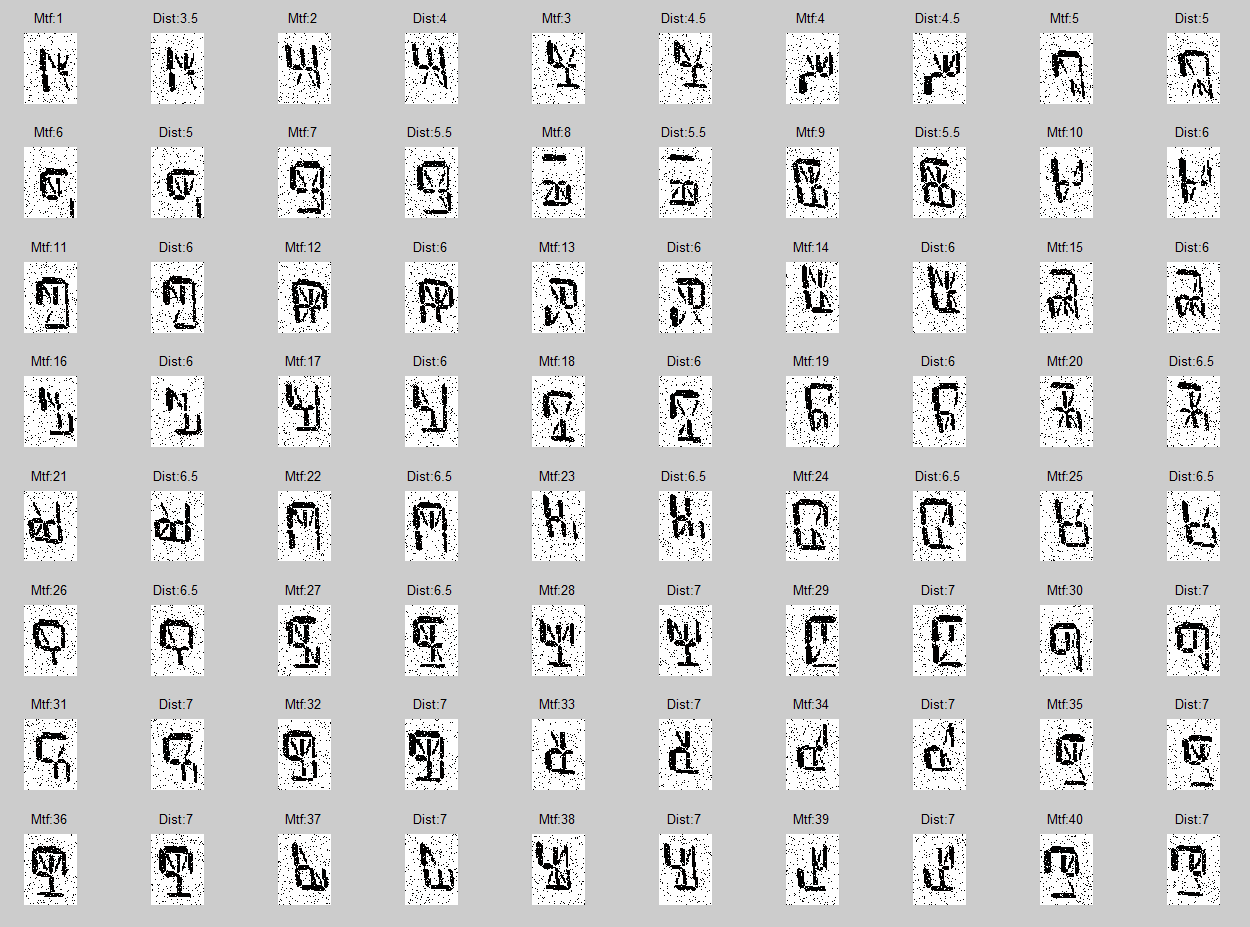 Mtf:1 Dist:3.5 Mtf:2 Dist:4 Mtf:3 Dist:4.5 Mtf:4 Dist:4.5 Mtf:5 Dist:5
Mtf:6 Dist:5 Mtf:7 Dist:5.5 Mtf:8 Dist:5.5 Mtf:9 Dist:5.5 Mtf:10 Dist:6
Mtf:11 Dist:6 Mtf:12 Dist:6 Mtf:13 Dist:6 Mtf:14 Dist:6 Mtf:15 Dist:6
Mtf:16 Dist:6 Mtf:17 Dist:6 Mtf:18 Dist:6 Mtf:19 Dist:6 Mtf:20 Dist:6.5
Mtf:21 Dist:6.5 Mtf:22 Dist:6.5 Mtf:23 Dist:6.5 Mtf:24 Dist:6.5 Mtf:25 Dist:6.5
Mtf:26 Dist:6.5 Mtf:27 Dist:6.5 Mtf:28 Dist:7 Mtf:29 Dist:7 Mtf:30 Dist:7
Mtf:31 Dist:7 Mtf:32 Dist:7 Mtf:33 Dist:7 Mtf:34 Dist:7 Mtf:35 Dist:7
Mtf:36 Dist:7 Mtf:37 Dist:7 Mtf:38 Dist:7 Mtf:39 Dist:7 Mtf:40 Dist:7